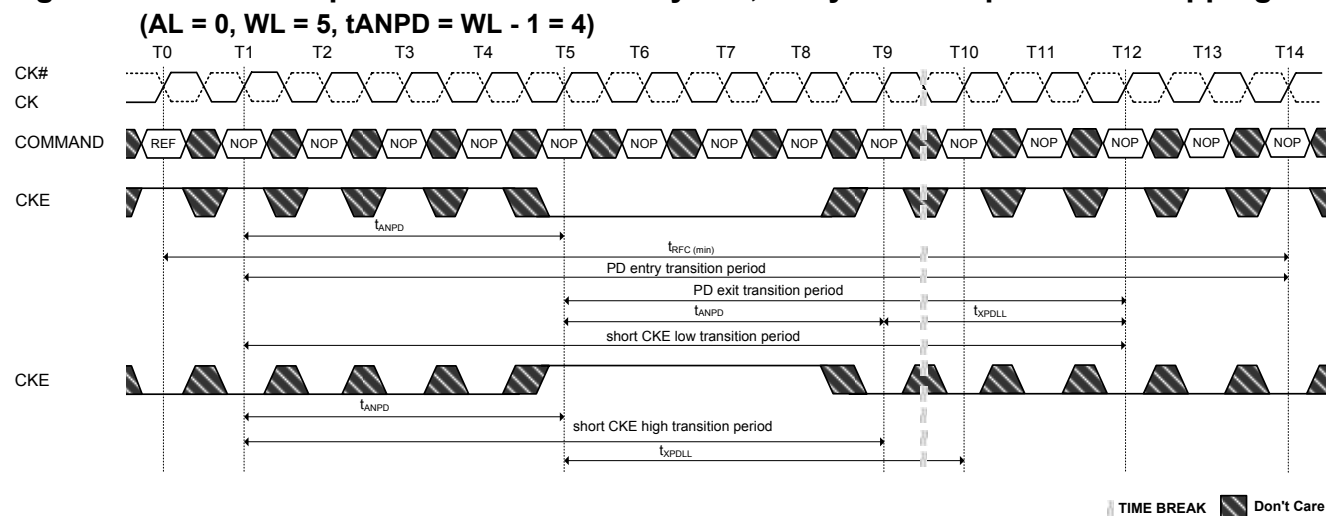 (AL = 0, WL = 5, tANPD = WL - 1 = 4)
T0 T1 T2 T3 T4 T5 T6 T7 T8 T9 T10 T11 T12 T13 T14
CK#
CK
COMMAND REF NOP NOP NOP NOP NOP NOP NOP NOP NOP NOP NOP NOP NOP NOP
CKE
tANPD
tRFC (min)
PD entry transition period
PD exit transition period
tANPD tXPDLL
short CKE low transition period
CKE
tANPD
short CKE high transition period
tXPDLL
TIME BREAK Don't Care